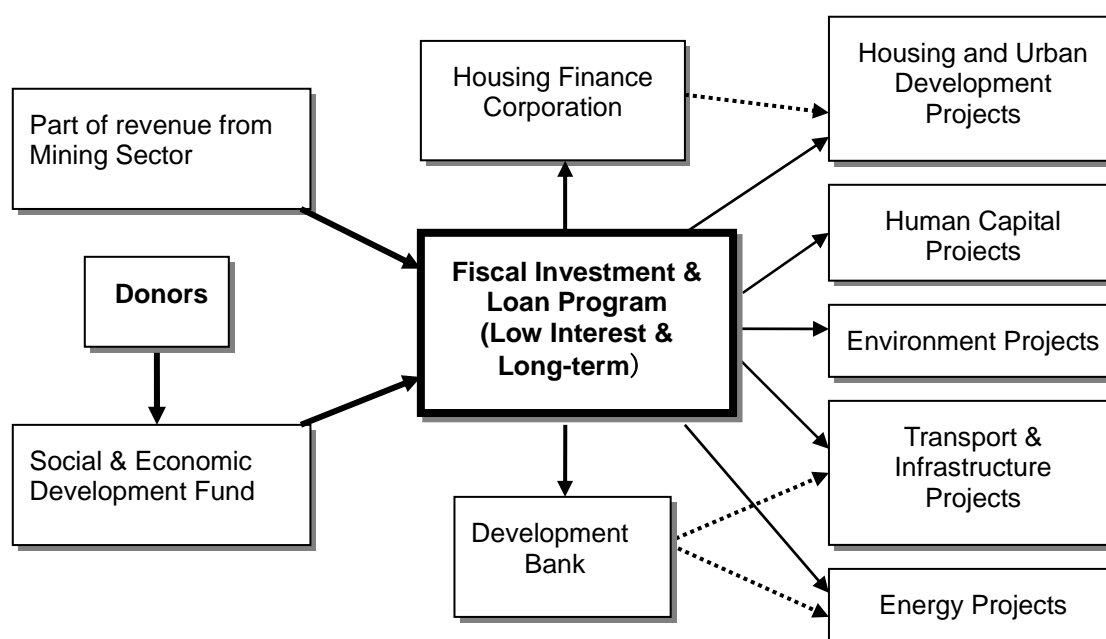 Part of revenue from
Mining Sector
Donors
Social & Economic
Development Fund
Housing Finance
Corporation
Fiscal Investment &
Loan Program
(Low Interest &
Long-term）
Development
Bank
Housing and Urban
Development
Projects
Human Capital
Projects
Environment Projects
Transport &
Infrastructure
Projects
Energy Projects